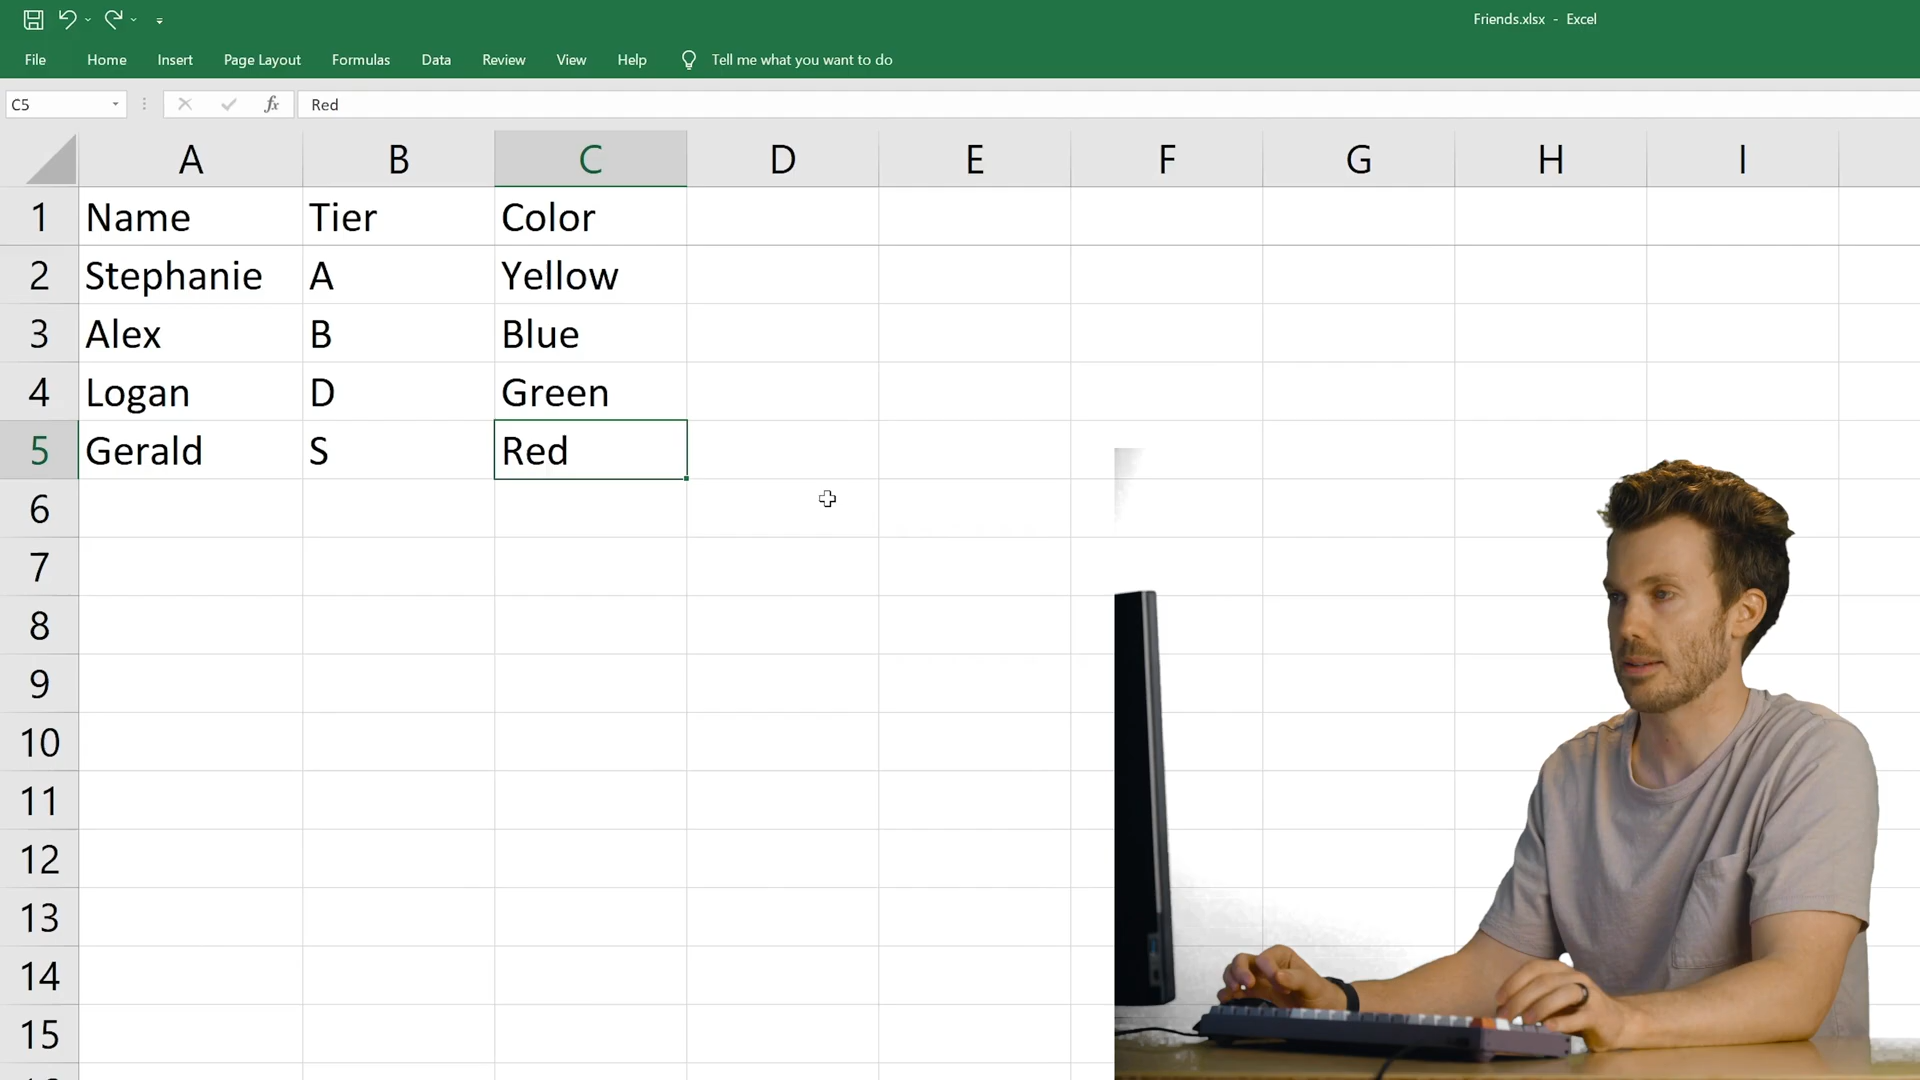 Friends.xlsx - Excel
File Home Insert Page Layout Formulas Data Review View Help Tell me what you want to do
C5 fx Red
A B C D E F G H I
1 Name Tier Color
2 Stephanie A Yellow
3 Alex B Blue
4 Logan D Green
5 Gerald S Red
6
7
8
9
10
11
12
13
14
15